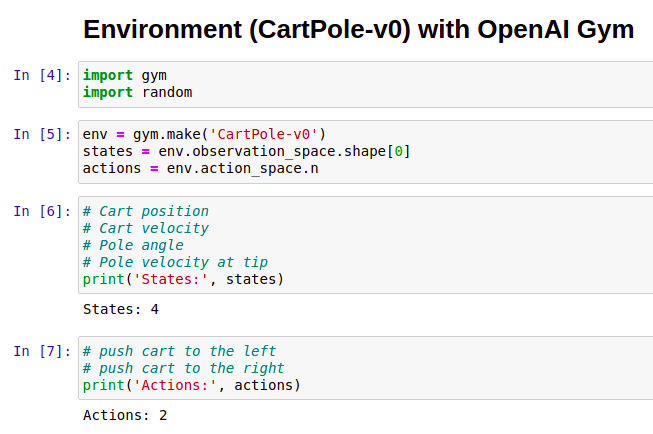 Environment (CartPole-v0) with OpenAI Gym
In [4]: import gym
import random
In [5]: env = gym.make('CartPole-v0')
states = env.observation_space.shape[0]
actions = env.action_space.n
In [6]: # Cart position
# Cart velocity
# Pole angle
# Pole velocity at tip
print('States:', states)
States: 4
In [7]: # push cart to the left
# push cart to the right
print('Actions:', actions)
Actions: 2